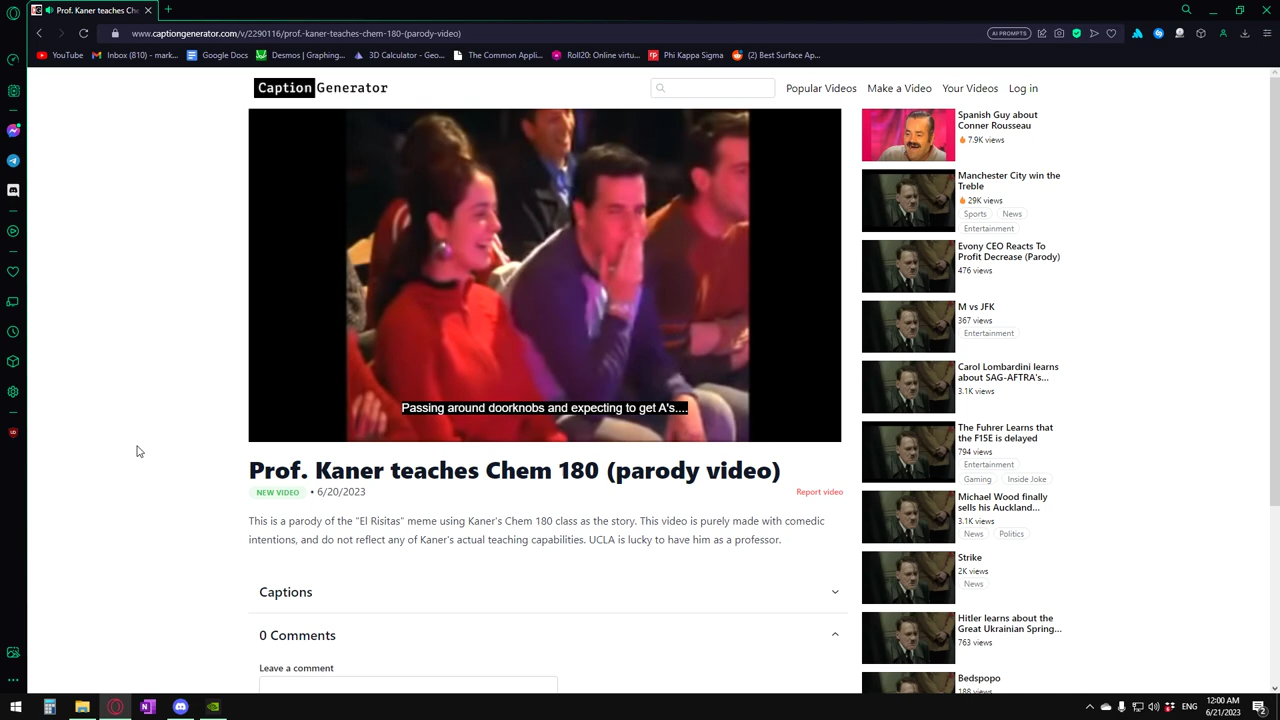 Prof. Kaner teaches Chem 180
www.captiongenerator.com/v/2290116/prof.-kaner-teaches-chem-180-(parody-video)
AI PROMPTS
YouTube
Inbox (810) - mark...
Google Docs
Desmos | Graphing...
3D Calculator - Geo...
The Common Appli...
Roll20: Online virtu...
Phi Kappa Sigma
(2) Best Surface Ap...
Caption Generator
Popular Videos
Make a Video
Your Videos
Log in
Passing around doorknobs and expecting to get A's....
Prof. Kaner teaches Chem 180 (parody video)
NEW VIDEO • 6/20/2023
Report video
This is a parody of the "El Risitas" meme using Kaner's Chem 180 class as the story. This video is purely made with comedic
intentions, and do not reflect any of Kaner's actual teaching capabilities. UCLA is lucky to have him as a professor.
Captions
0 Comments
Leave a comment
Spanish Guy about
Conner Rousseau
7.9K views
Manchester City win the
Treble
29K views
Sports
News
Entertainment
Evony CEO Reacts To
Profit Decrease (Parody)
476 views
M vs JFK
367 views
Entertainment
Carol Lombardini learns
about SAG-AFTRA's...
3.1K views
The Fuhrer Learns that
the F15E is delayed
794 views
Entertainment
Gaming
Inside Joke
Michael Wood finally
sells his Auckland...
3.1K views
News
Politics
Strike
2K views
News
Hitler learns about the
Great Ukrainian Spring...
763 views
Bedspopo
188 views
ENG
12:00 AM
6/21/2023
2